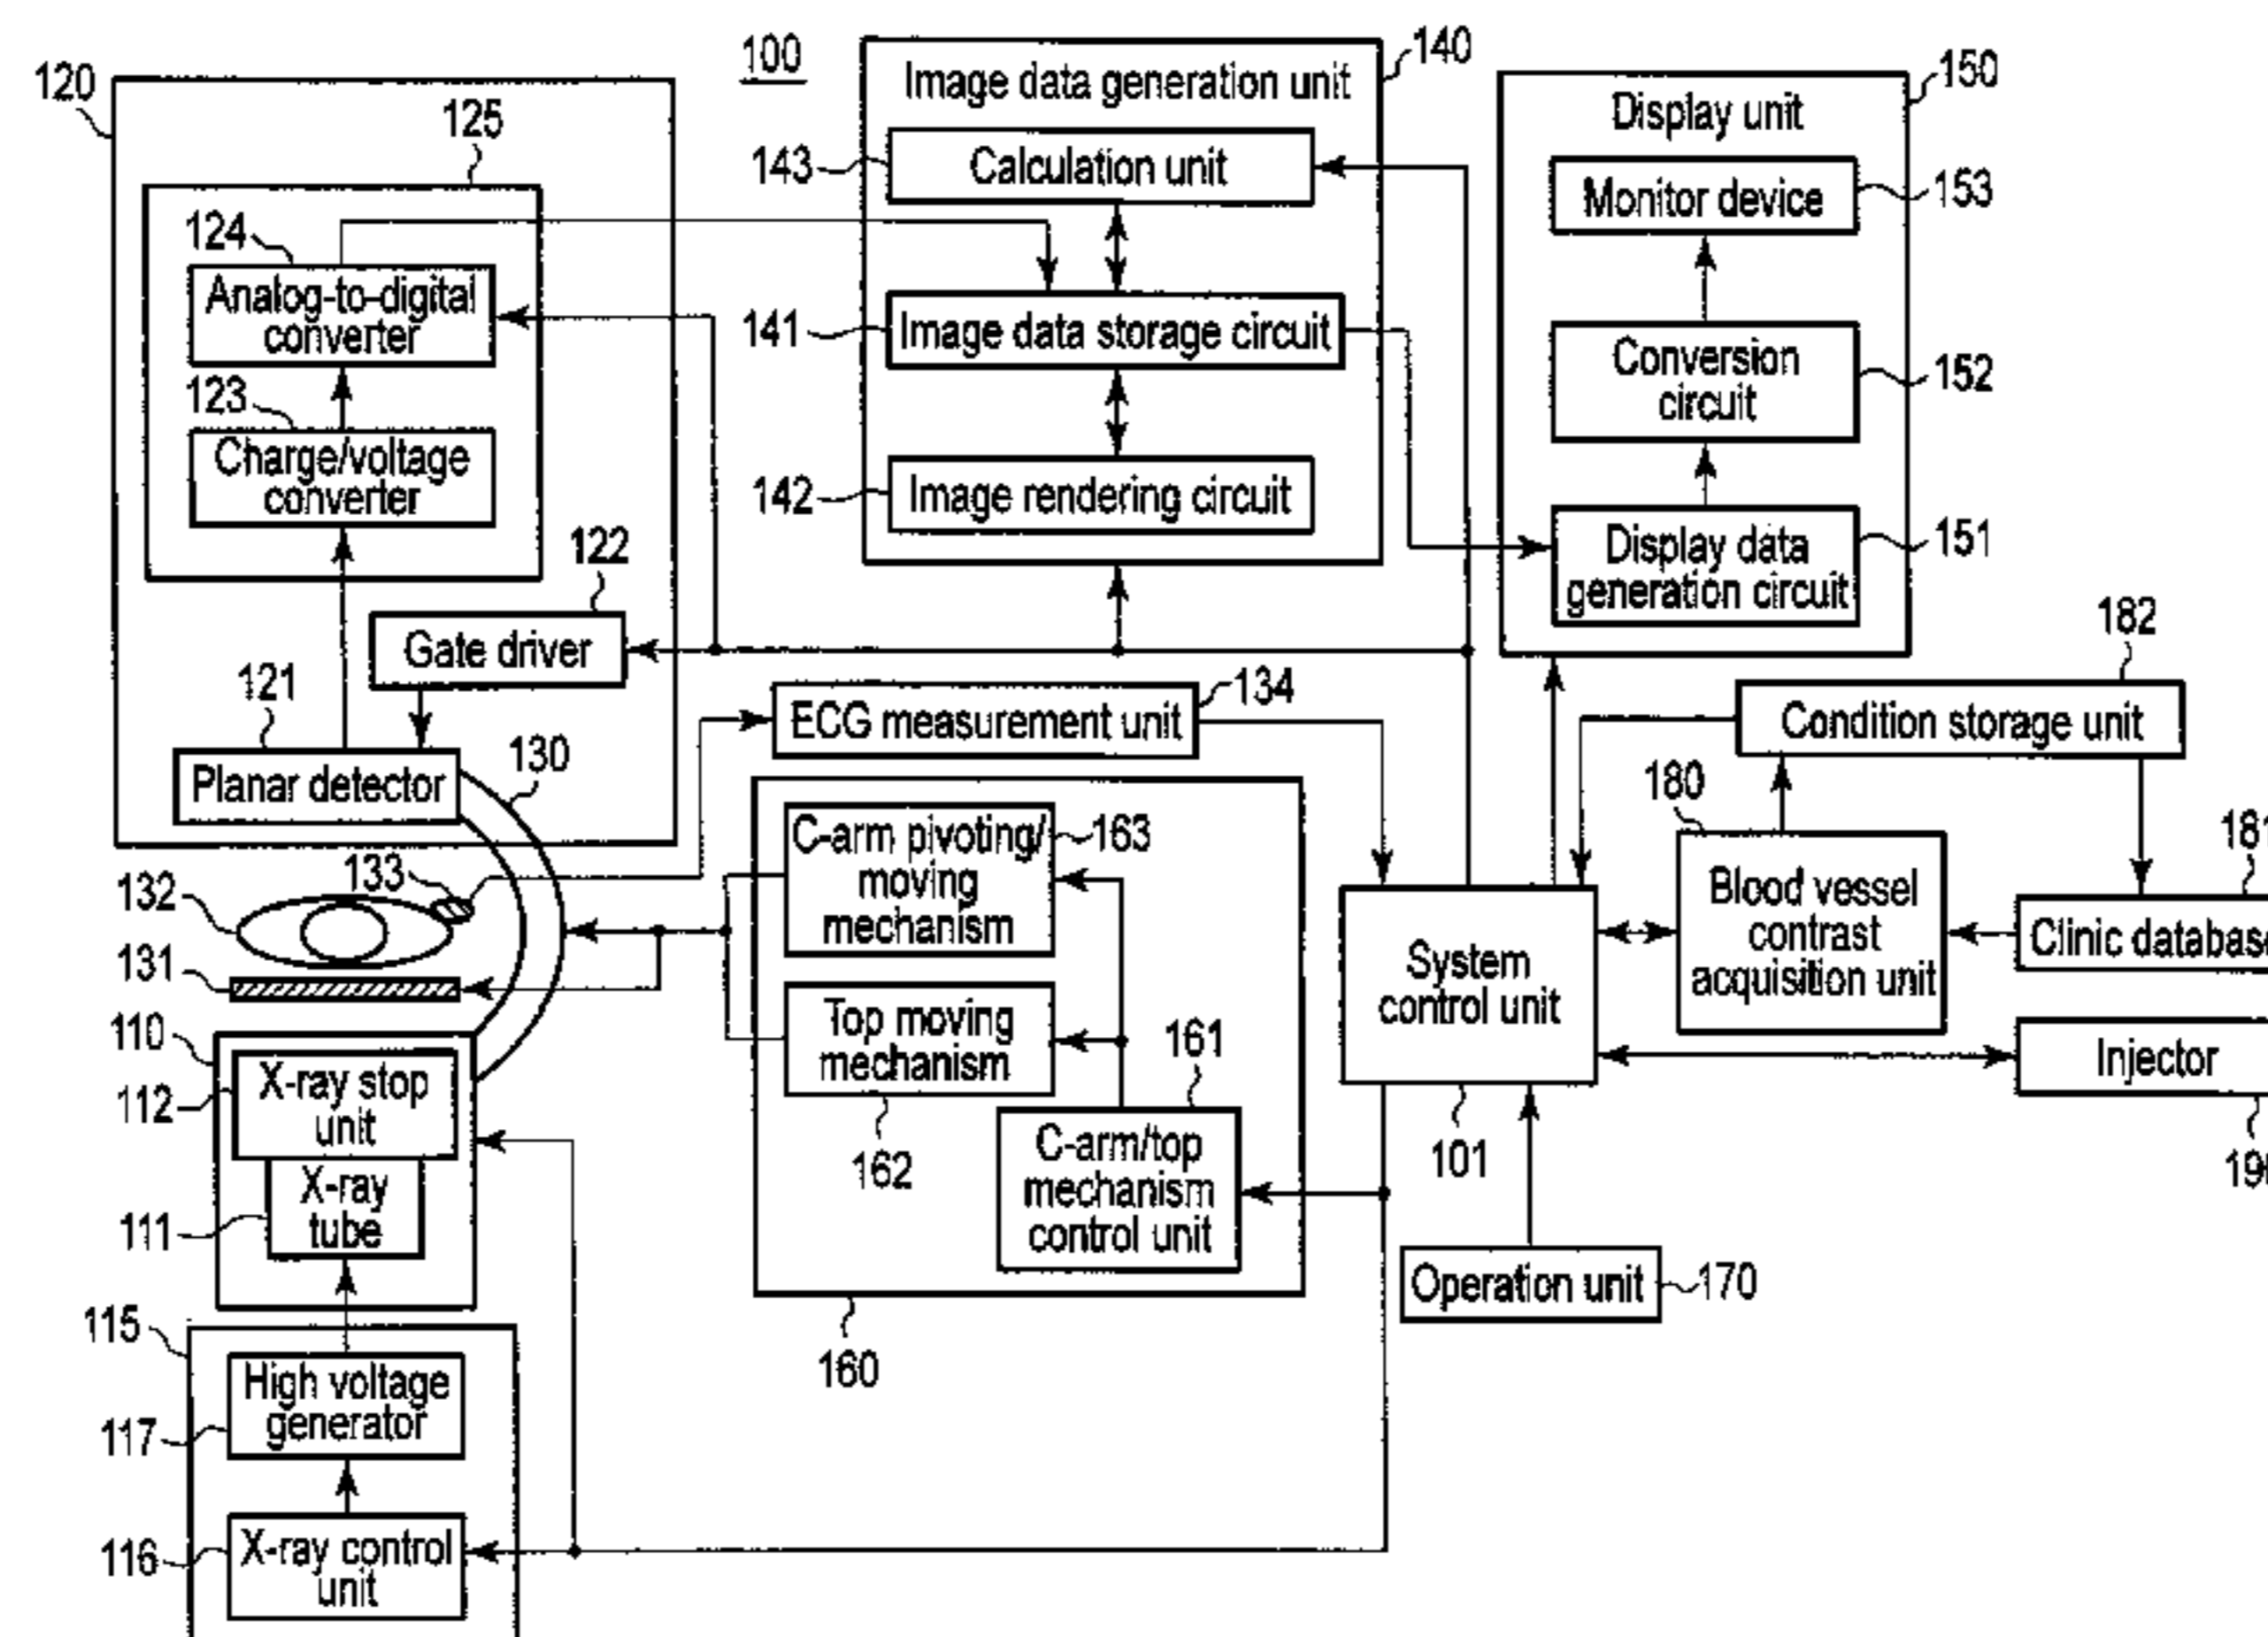 100
120
125
124
Analog-to-digital
converter
123
Charge/voltage
converter
122
Gate driver
121
Planar detector
130
140
Image data generation unit
143
Calculation unit
141
Image data storage circuit
142
Image rendering circuit
150
Display unit
Monitor device
153
Conversion
circuit
152
Display data
generation circuit
151
134
ECG measurement unit
182
Condition storage unit
180
Blood vessel
contrast
acquisition unit
Clinic database
Injector
133
132
131
C-arm pivoting/
moving
mechanism
163
Top moving
mechanism
162
161
C-arm/top
mechanism
control unit
160
System
control unit
101
Operation unit
170
110
112
X-ray stop
unit
111
X-ray
tube
115
High voltage
generator
117
116
X-ray control
unit